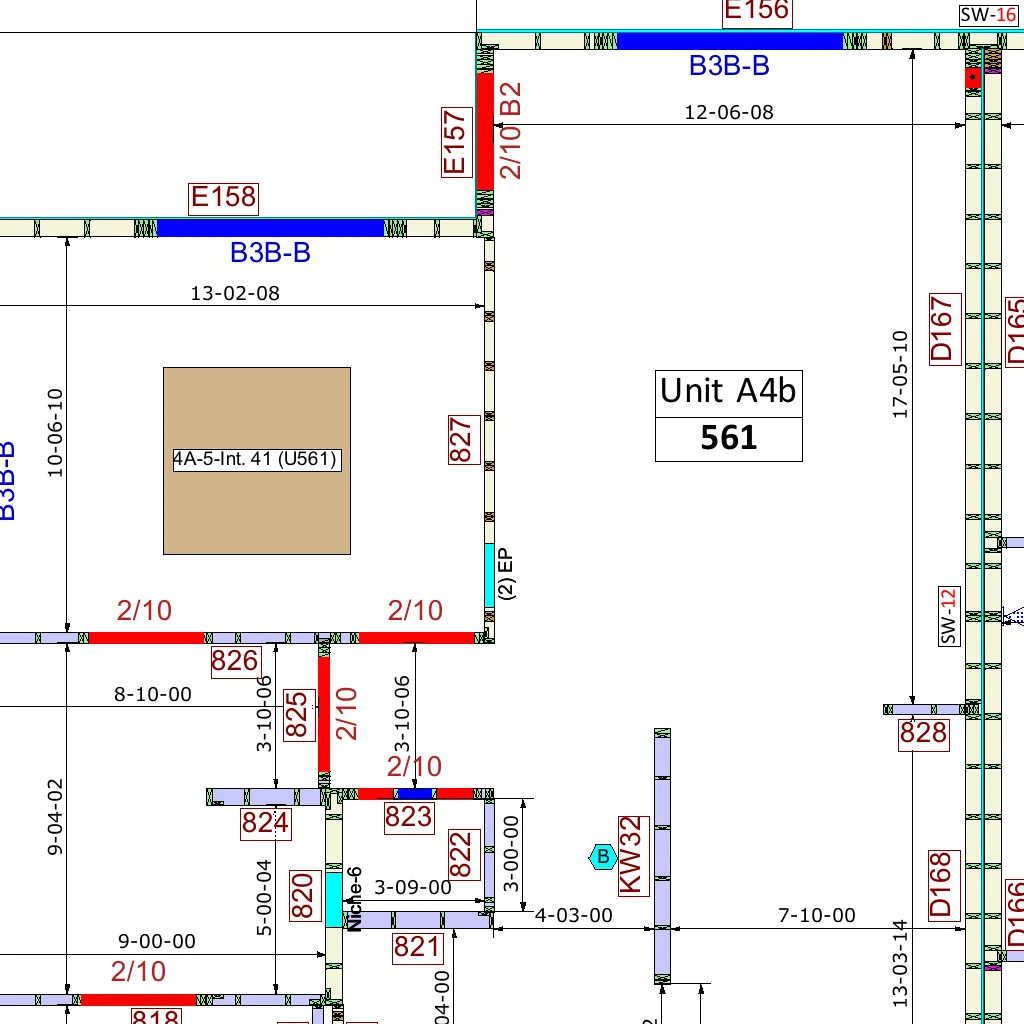 E156
SW-16
B3B-B
2/10 B2
E157
12-06-08
E158
B3B-B
13-02-08
D167
D165
17-05-10
Unit A4b
561
10-06-10
827
B3B-B
4A-5-Int. 41 (U561)
(2) EP
SW-12
2/10
2/10
826
8-10-00
3-10-06
825
2/10
3-10-06
828
2/10
9-04-02
824
823
822
3-00-00
B
KW32
D168
D166
820
Niche-6
3-09-00
5-00-04
4-03-00
7-10-00
9-00-00
821
2/10
04-00
13-03-14
818